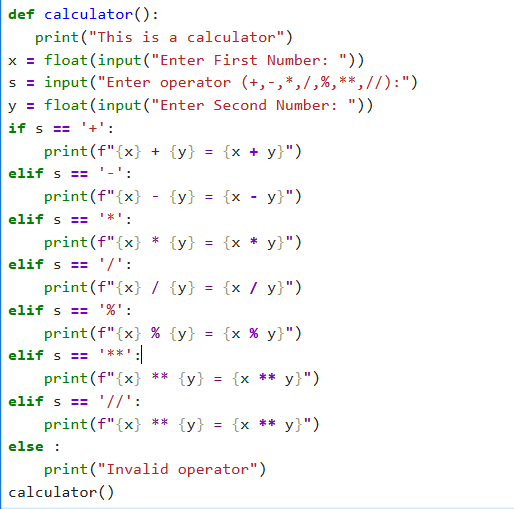 def calculator():
   print("This is a calculator")
x = float(input("Enter First Number: "))
s = input("Enter operator (+,-,*,/,%,**,//):")
y = float(input("Enter Second Number: "))
if s == '+':
    print(f"{x} + {y} = {x + y}")
elif s == '-':
    print(f"{x} - {y} = {x - y}")
elif s == '*':
    print(f"{x} * {y} = {x * y}")
elif s == '/':
    print(f"{x} / {y} = {x / y}")
elif s == '%':
    print(f"{x} % {y} = {x % y}")
elif s == '**':
    print(f"{x} ** {y} = {x ** y}")
elif s == '//':
    print(f"{x} ** {y} = {x ** y}")
else :
    print("Invalid operator")
calculator()